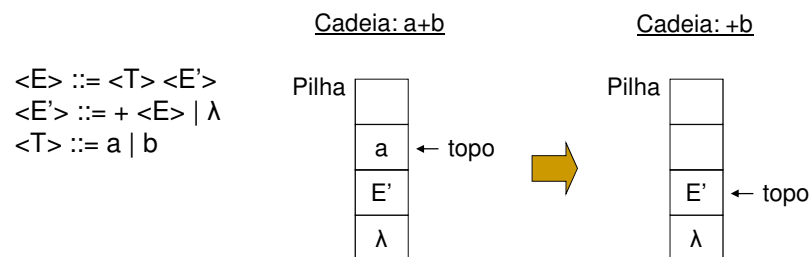 Cadeia: a+b
Cadeia: +b
<E> ::= <T> <E’>
<E’> ::= + <E> | λ
<T> ::= a | b
Pilha
a
← topo
E’
λ
Pilha
E’
← topo
λ